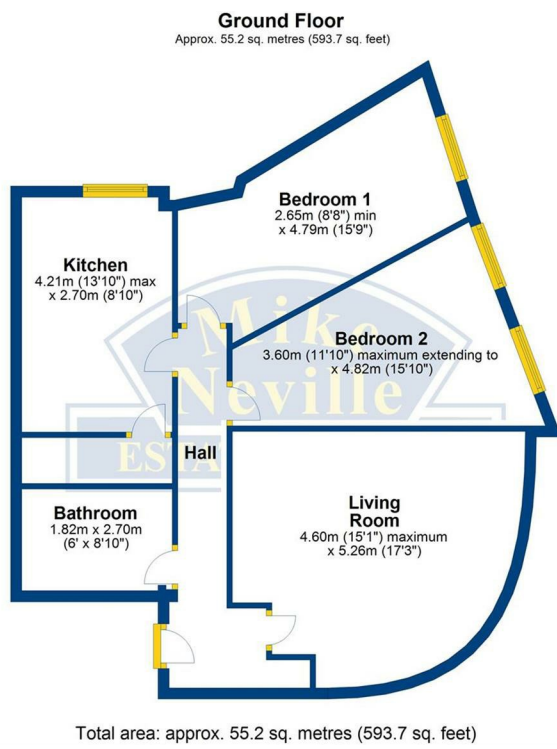 Ground Floor
Approx. 55.2 sq. metres (593.7 sq. feet)
Bedroom 1
2.65m (8'8") min
x 4.79m (15'9")
Kitchen
4.21m (13'10") max
x 2.70m (8'10")
Mike
Neville
ESTA
Bedroom 2
3.60m (11'10") maximum extending to
x 4.82m (15'10")
Hall
Bathroom
1.82m x 2.70m
(6' x 8'10")
Living
Room
4.60m (15'1") maximum
x 5.26m (17'3")
Total area: approx. 55.2 sq. metres (593.7 sq. feet)